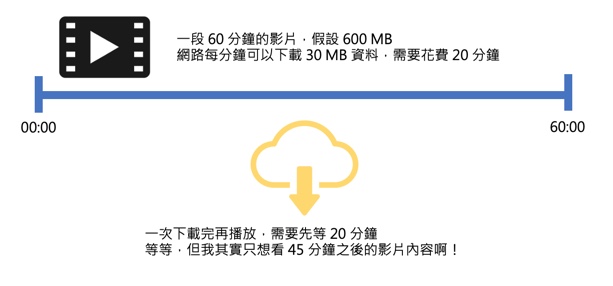 一段 60 分鐘的影片，假設 600 MB
網路每分鐘可以下載 30 MB 資料，需要花費 20 分鐘
00:00
60:00
一次下載完再播放，需要先等 20 分鐘
等等，但我其實只想看 45 分鐘之後的影片內容啊！